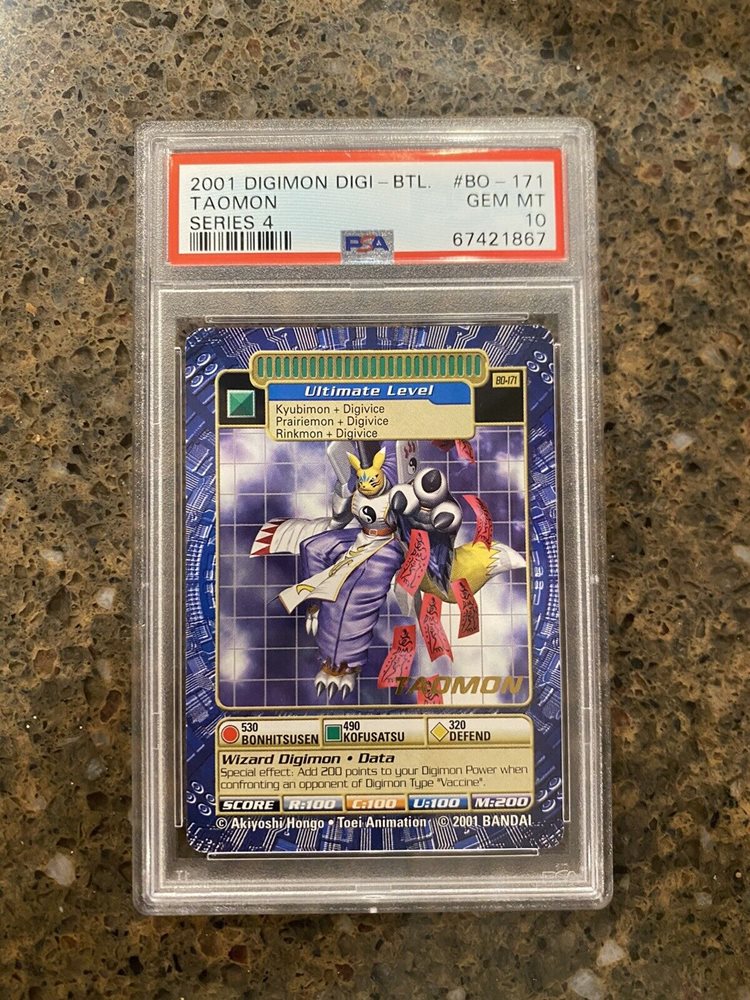 2001 DIGIMON DIGI-BTL. #BO-171
TAOMON GEM MT
SERIES 4 10
PSA 67421867
BO-171
Ultimate Level
Kyubimon + Digivice
Prairiemon + Digivice
Rinkmon + Digivice
TAOMON
530 BONHITSUSEN
490 KOFUSATSU
320 DEFEND
Wizard Digimon • Data
Special effect: Add 200 points to your Digimon Power when
confronting an opponent of Digimon Type "Vaccine".
SCORE R:100 C:100 U:100 M:200
© Akiyoshi/Hongo • Toei Animation © 2001 BANDAI